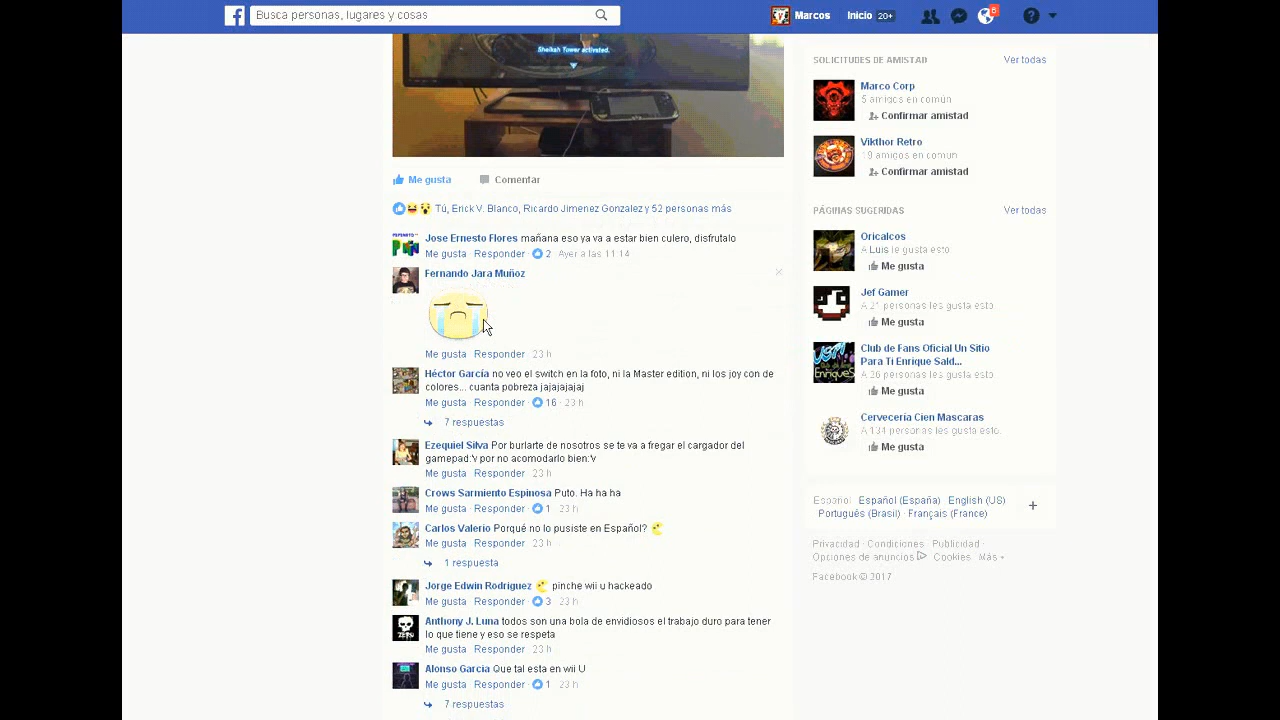 Busca personas, lugares y cosas
Marcos
Inicio 20+
6
Sheikah Tower activated.
Me gusta Comentar
Tú, Erick V. Blanco, Ricardo Jimenez Gonzalez y 52 personas más
Jose Ernesto Flores mañana eso ya va a estar bien culero, disfrutalo
Me gusta · Responder · 2 · Ayer a las 11:14
Fernando Jara Muñoz
Me gusta · Responder · 23 h
Héctor García no veo el switch en la foto, ni la Master edition, ni los joy con de
colores... cuanta pobreza jajajajajaj
Me gusta · Responder · 16 · 23 h
7 respuestas
Ezequiel Silva Por burlarte de nosotros se te va a fregar el cargador del
gamepad:'v por no acomodarlo bien:'v
Me gusta · Responder · 23 h
Crows Sarmiento Espinosa Puto. Ha ha ha
Me gusta · Responder · 1 · 23 h
Carlos Valerio Porqué no lo pusiste en Español?
Me gusta · Responder · 23 h
1 respuesta
Jorge Edwin Rodriguez pinche wii u hackeado
Me gusta · Responder · 3 · 23 h
Anthony J. Luna todos son una bola de envidiosos el trabajo duro para tener
lo que tiene y eso se respeta
ZERO
Me gusta · Responder · 23 h
Alonso Garcia Que tal esta en wii U
Me gusta · Responder · 1 · 23 h
7 respuestas
SOLICITUDES DE AMISTAD Ver todas
Marco Corp
5 amigos en común
Confirmar amistad
Vikthor Retro
19 amigos en común
Confirmar amistad
PÁGINAS SUGERIDAS Ver todas
Oricalcos
A Luis le gusta esto.
Me gusta
Jef Gamer
A 21 personas les gusta esto.
Me gusta
Club de Fans Oficial Un Sitio
Para Ti Enrique Sald...
A 26 personas les gusta esto.
Me gusta
Cervecería Cien Mascaras
A 134 personas les gusta esto.
Me gusta
Español · Español (España) · English (US) ·
Português (Brasil) · Français (France)
Privacidad · Condiciones · Publicidad ·
Opciones de anuncios · Cookies · Más
Facebook © 2017